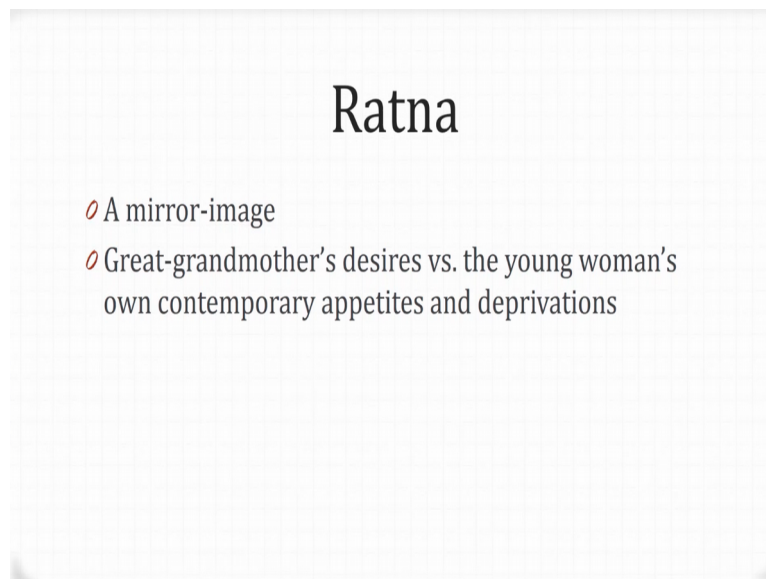 Ratna
A mirror-image
Great-grandmother’s desires vs. the young woman’s
own contemporary appetites and deprivations